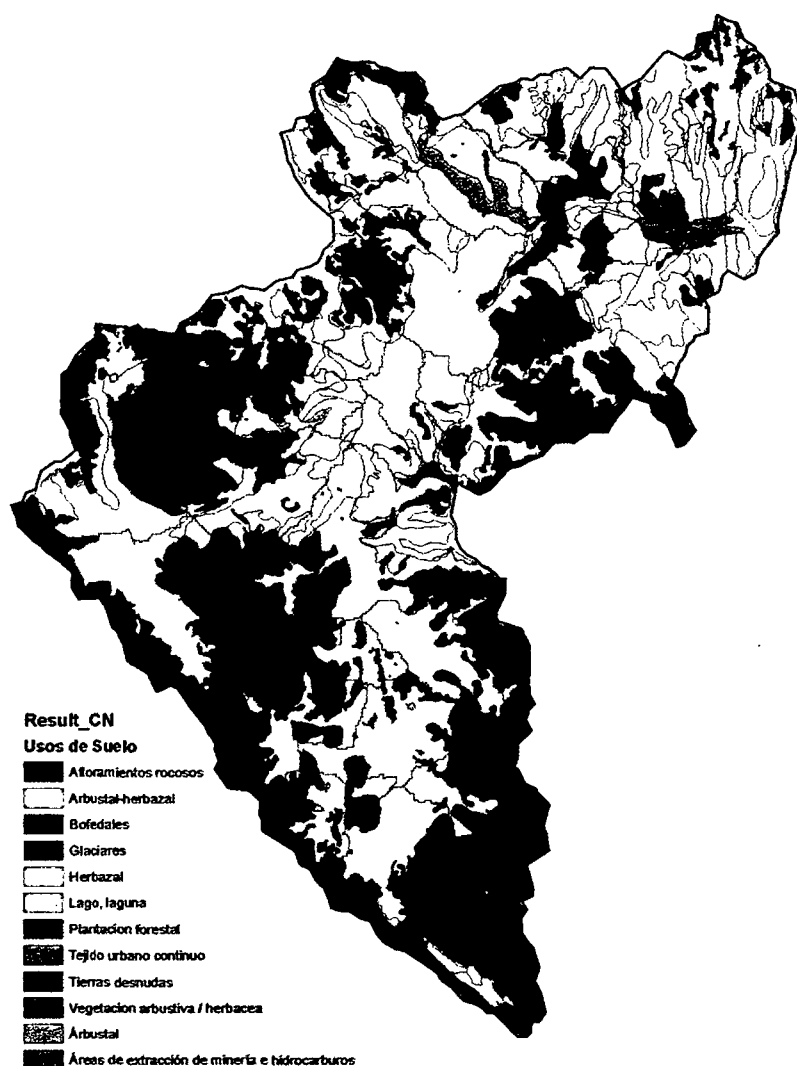 Result_CN
Usos de Suelo
Afloramientos rocosos
Arbustal-herbazal
Bofedales
Glaciares
Herbazal
Lago, laguna
Plantacion forestal
Tejido urbano continuo
Tierras desnudas
Vegetacion arbustiva / herbacea
Árbustal
Áreas de extracción de minería e hidrocarburos